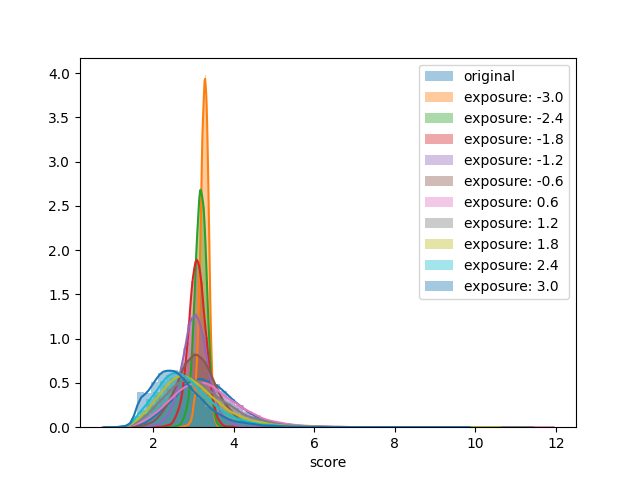 4.0
3.5
3.0
2.5
2.0
1.5
1.0
0.5
0.0
2 4 6 8 10 12
score
original
exposure: -3.0
exposure: -2.4
exposure: -1.8
exposure: -1.2
exposure: -0.6
exposure: 0.6
exposure: 1.2
exposure: 1.8
exposure: 2.4
exposure: 3.0